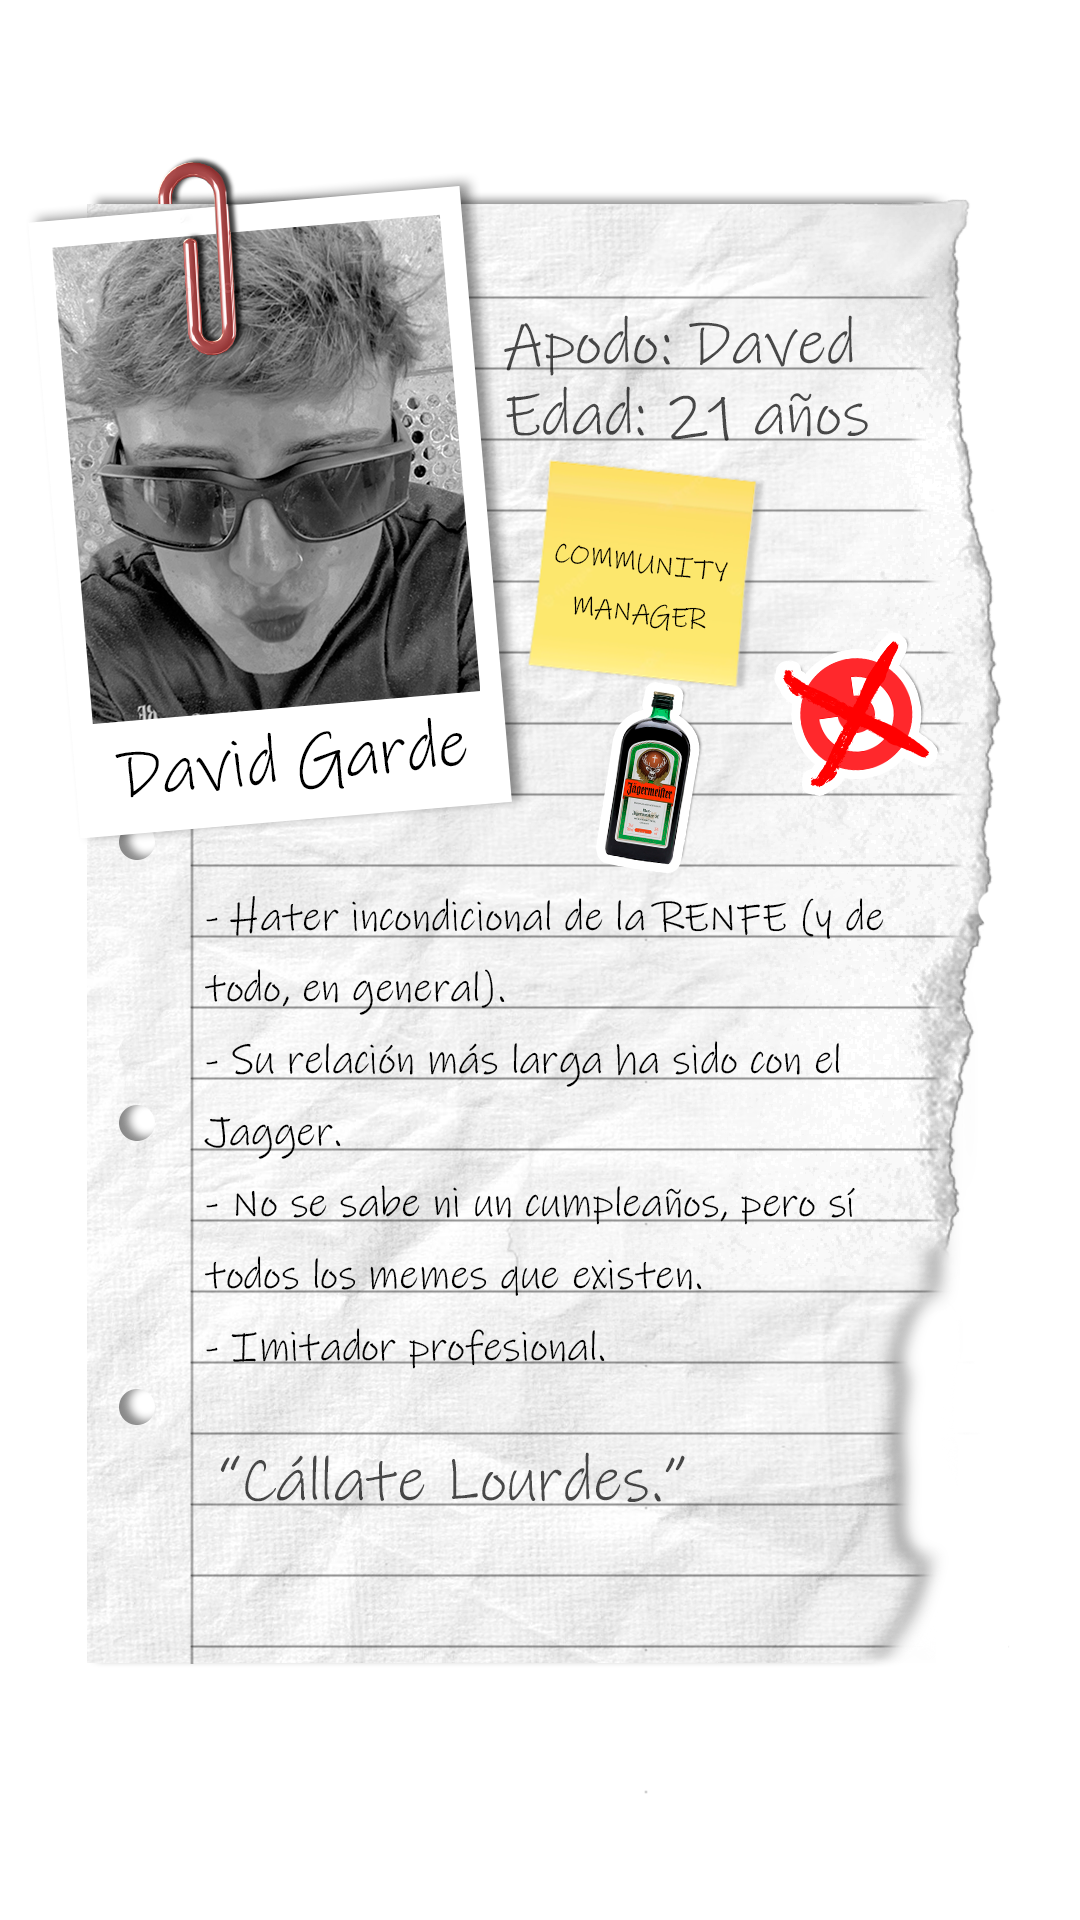 Apodo: Daved
Edad: 21 años
COMMUNITY
MANAGER
David Garde
Jägermeister
- Hater incondicional de la RENFE (y de
todo, en general).
- Su relación más larga ha sido con el
Jagger.
- No se sabe ni un cumpleaños, pero sí
todos los memes que existen.
- Imitador profesional.
“Cállate Lourdes.”